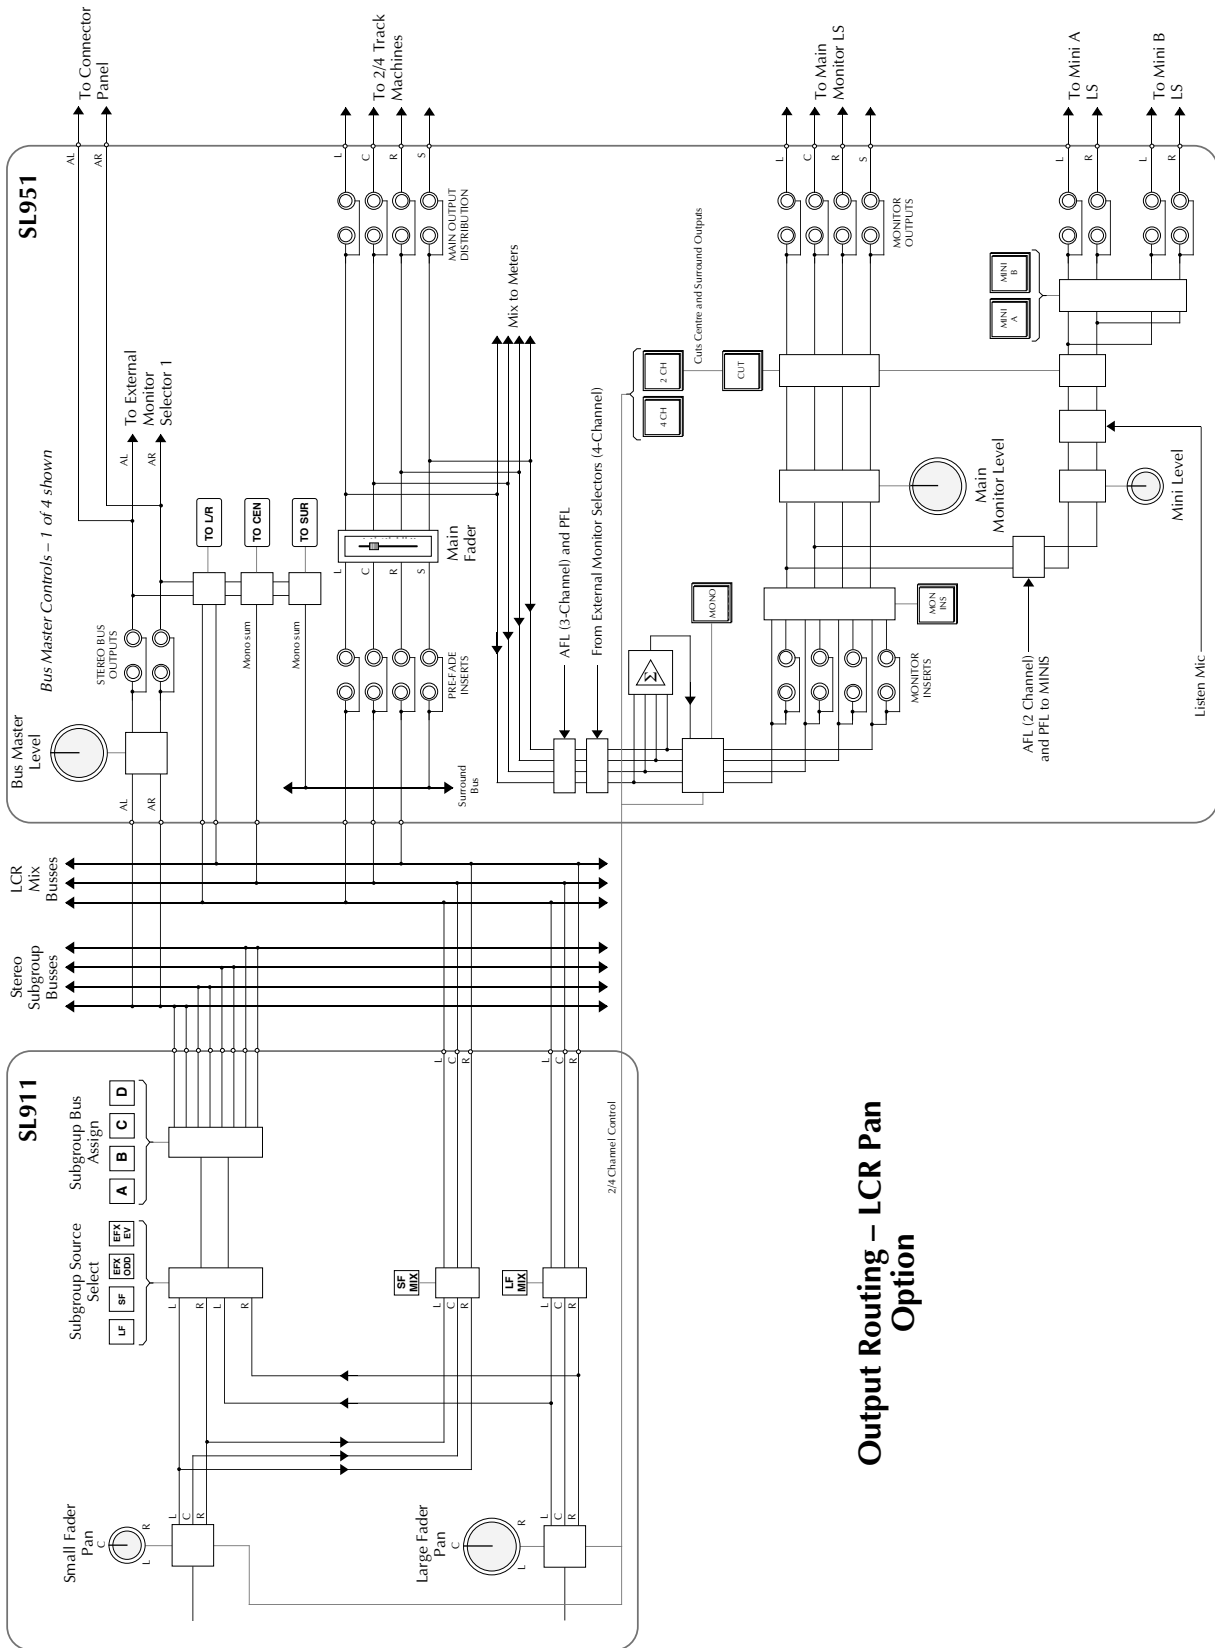 SL911
Small Fader
Pan
L
C
R
Large Fader
Pan
L
C
R
L
C
R
L
C
R
Subgroup Source
Select
LF
SF
EFX
ODD
EFX
EV
L
R
L
R
Subgroup Bus
Assign
A
B
C
D
SF
MIX
L
C
R
LF
MIX
L
C
R
L
C
R
L
C
R
2/4 Channel Control
Stereo
Subgroup
Busses
LCR
Mix
Busses
SL951
Bus Master
Level
AL
AR
Bus Master Controls – 1 of 4 shown
STEREO BUS
OUTPUTS
AL
AR
To External
Monitor
Selector 1
AL
AR
To Connector
Panel
TO L/R
TO CEN
TO SUR
Mono sum
Mono sum
Surround
Bus
PRE-FADE
INSERTS
L
C
R
S
Main
Fader
MAIN OUTPUT
DISTRIBUTION
L
C
R
S
To 2/4 Track
Machines
Mix to Meters
AFL (3-Channel) and PFL
From External Monitor Selectors (4-Channel)
Σ
MONO
MONITOR
INSERTS
MON
INS
Main
Monitor Level
4 CH
2 CH
Cuts Centre and Surround Outputs
CUT
MONITOR
OUTPUTS
L
C
R
S
To Main
Monitor LS
AFL (2 Channel)
and PFL to MINIS
Mini Level
Listen Mic
MINI
A
MINI
B
L
R
L
R
To Mini A
LS
To Mini B
LS
Output Routing – LCR Pan
Option